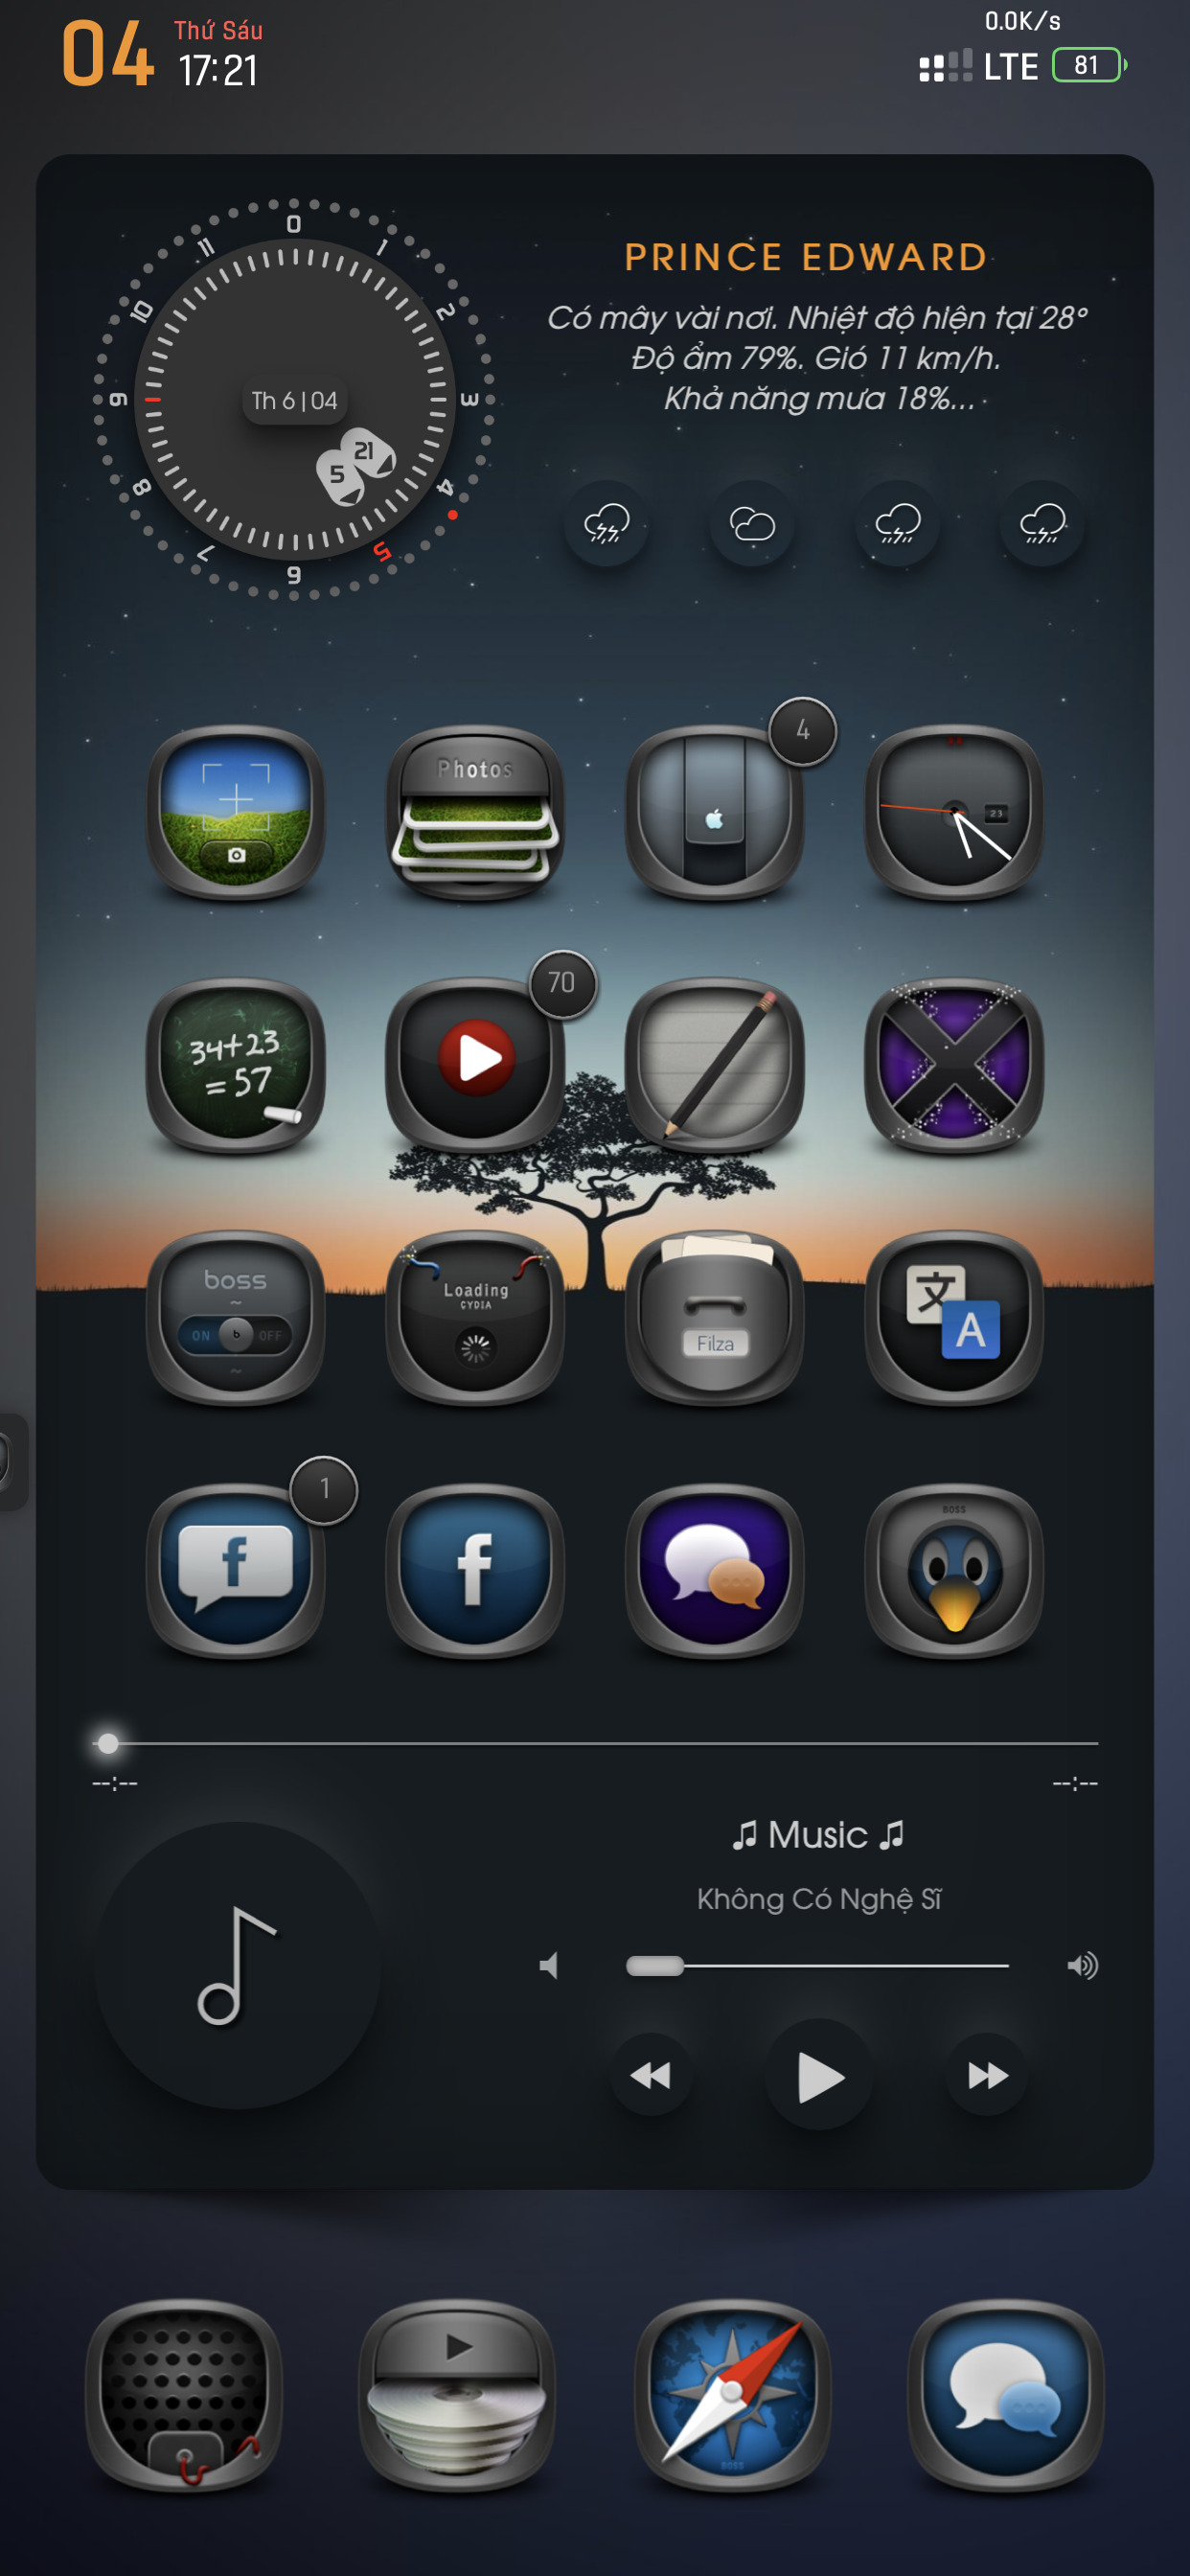 04
Thứ Sáu
17:21
0.0K/s
LTE
81
0
1
2
3
4
5
6
7
8
9
10
11
Th 6 | 04
21
5
PRINCE EDWARD
Có mây vài nơi. Nhiệt độ hiện tại 28°
Độ ẩm 79%. Gió 11 km/h.
Khả năng mưa 18%...
Photos
4
23
34+23
= 57
70
boss
ON
b
OFF
Loading
CYDIA
Filza
文
A
f
1
f
BOSS
--:--
--:--
♫ Music ♫
Không Có Nghệ Sĩ
BOSS